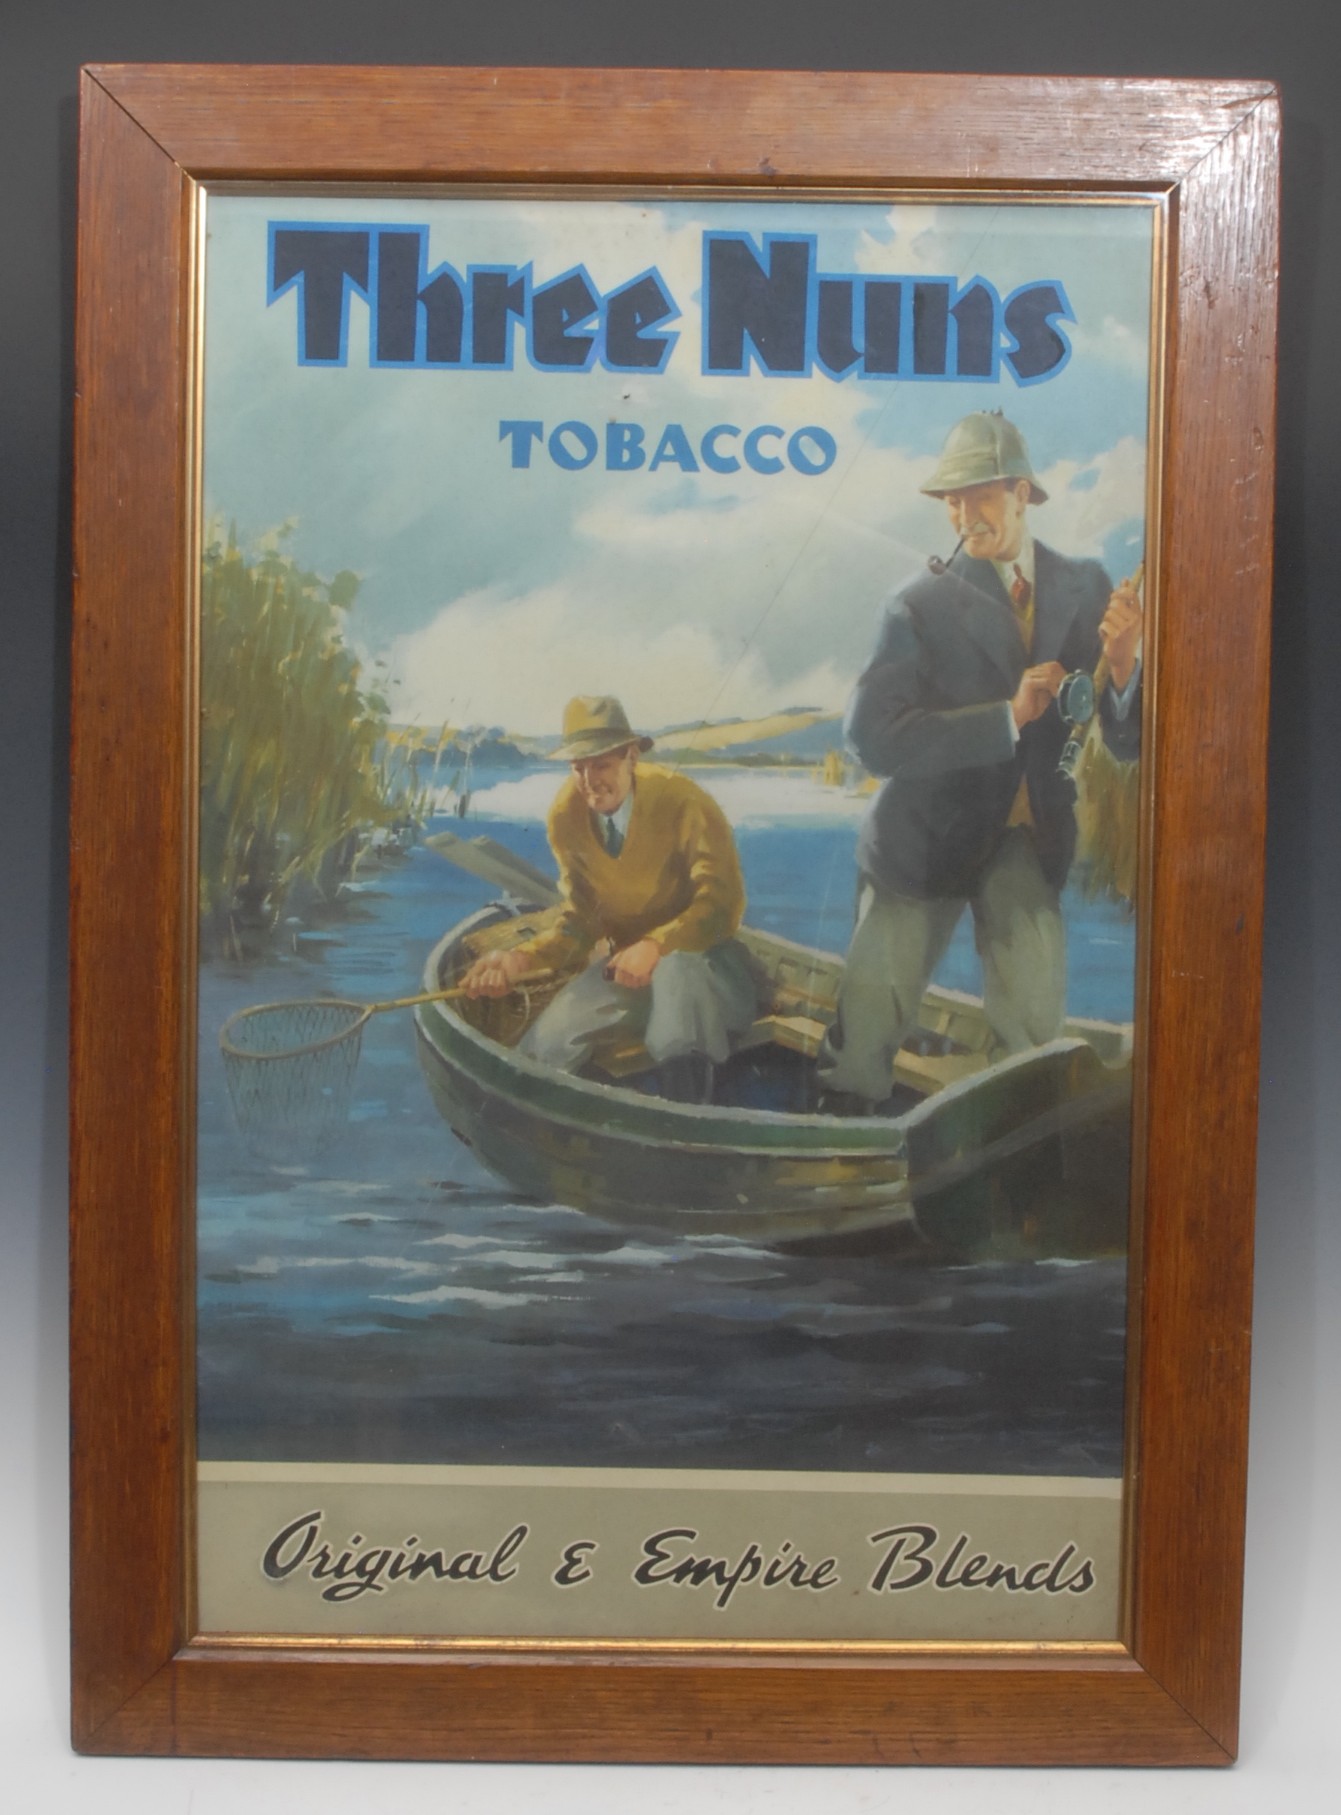 Three Nuns
TOBACCO
Original & Empire Blends